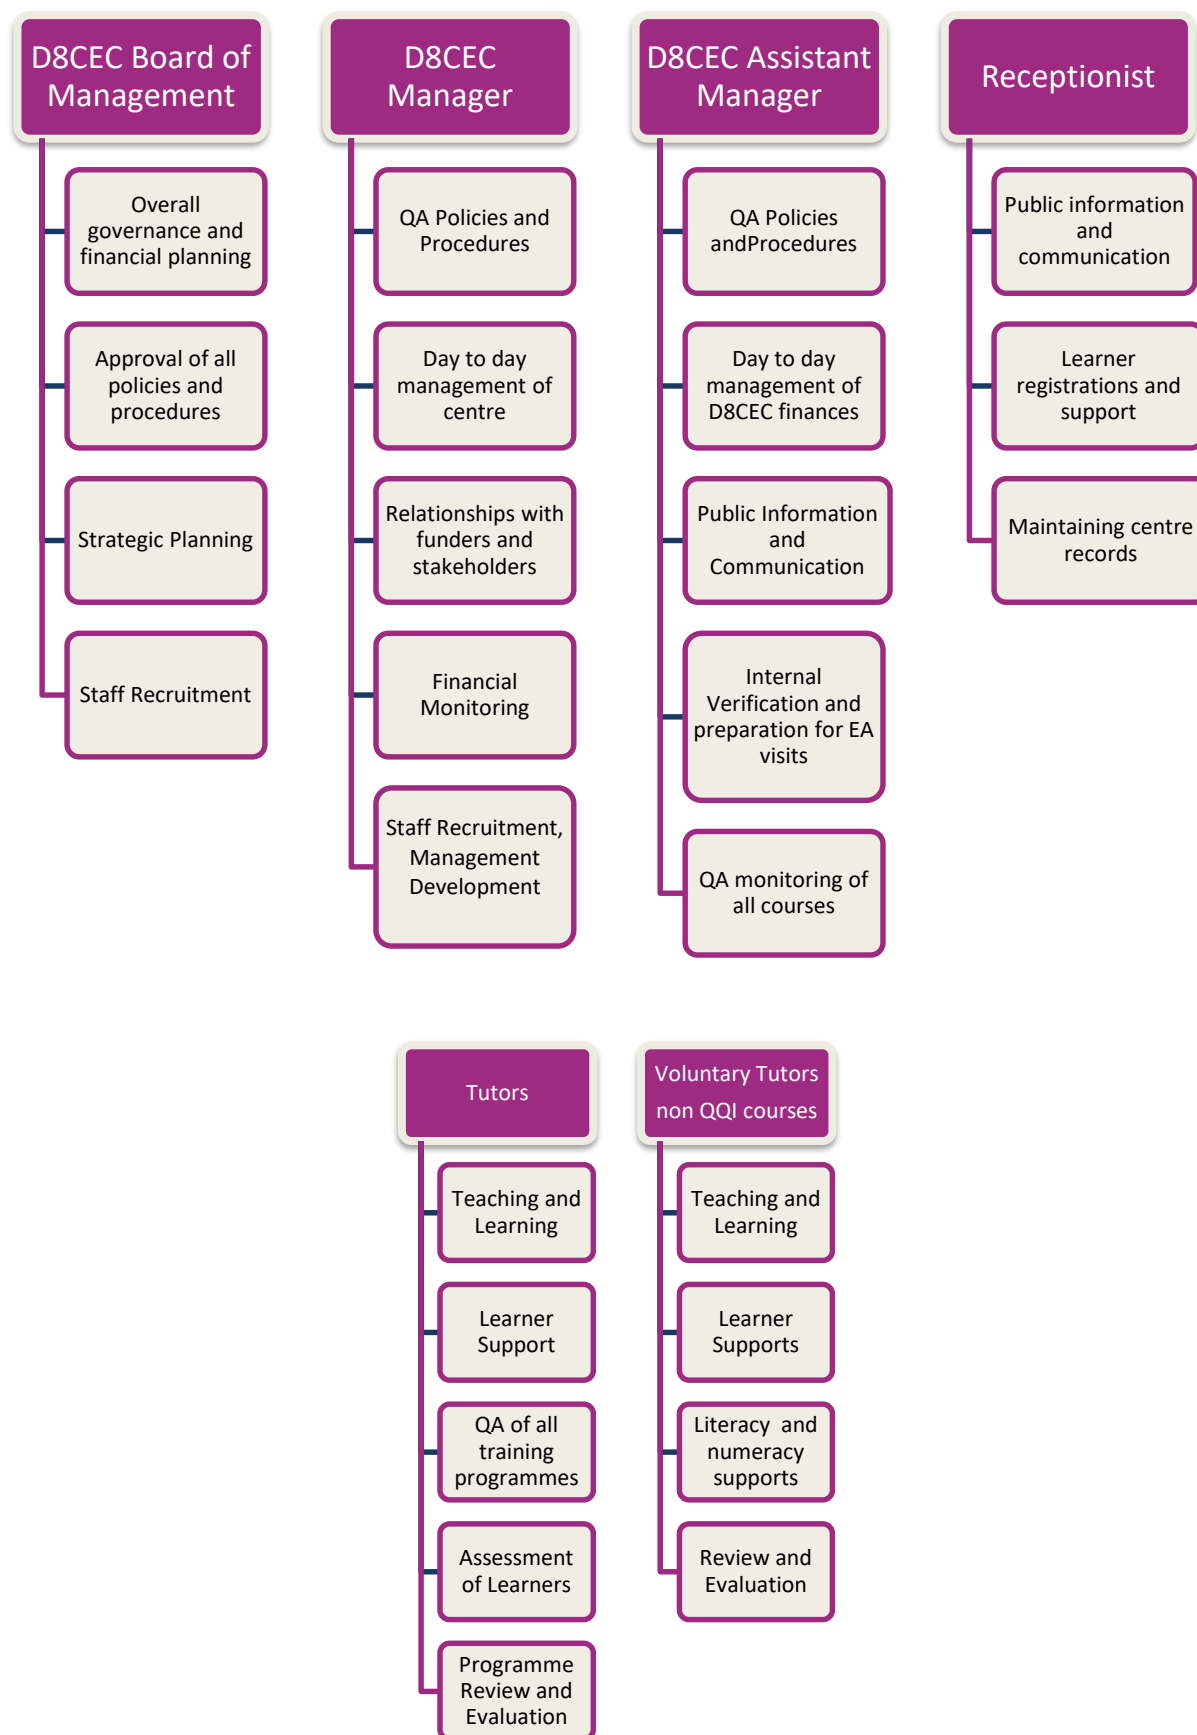 D8CEC Board of
Management
Overall
governance and
financial planning
Approval of all
policies and
procedures
Strategic Planning
Staff Recruitment
D8CEC
Manager
QA Policies and
Procedures
Day to day
management of
centre
Relationships with
funders and
stakeholders
Financial
Monitoring
Staff Recruitment,
Management
Development
D8CEC Assistant
Manager
QA Policies
andProcedures
Day to day
management of
D8CEC finances
Public Information
and
Communication
Internal
Verification and
preparation for EA
visits
QA monitoring of
all courses
Receptionist
Public information
and
communication
Learner
registrations and
support
Maintaining centre
records
Tutors
Teaching and
Learning
Learner
Support
QA of all
training
programmes
Assessment
of Learners
Programme
Review and
Evaluation
Voluntary Tutors
non QQI courses
Teaching and
Learning
Learner
Supports
Literacy and
numeracy
supports
Review and
Evaluation